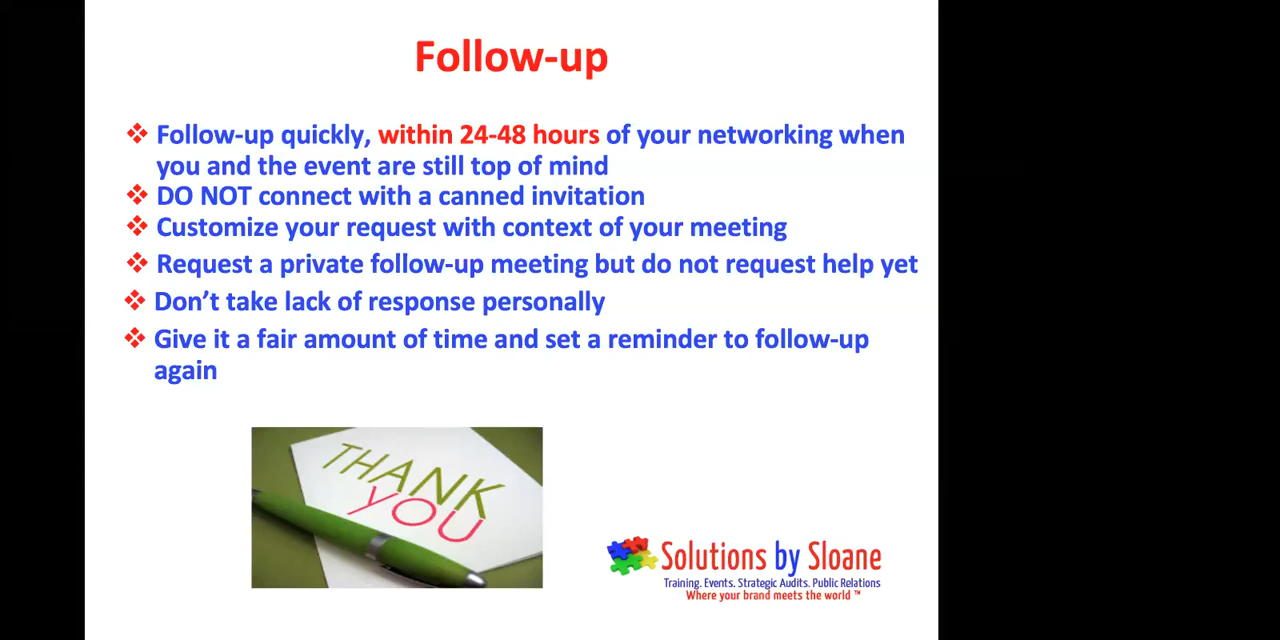 Follow-up
Follow-up quickly, within 24-48 hours of your networking when
you and the event are still top of mind
DO NOT connect with a canned invitation
Customize your request with context of your meeting
Request a private follow-up meeting but do not request help yet
Don’t take lack of response personally
Give it a fair amount of time and set a reminder to follow-up
again
THANK
YOU
Solutions by Sloane
Training. Events. Strategic Audits. Public Relations
Where your brand meets the world ™